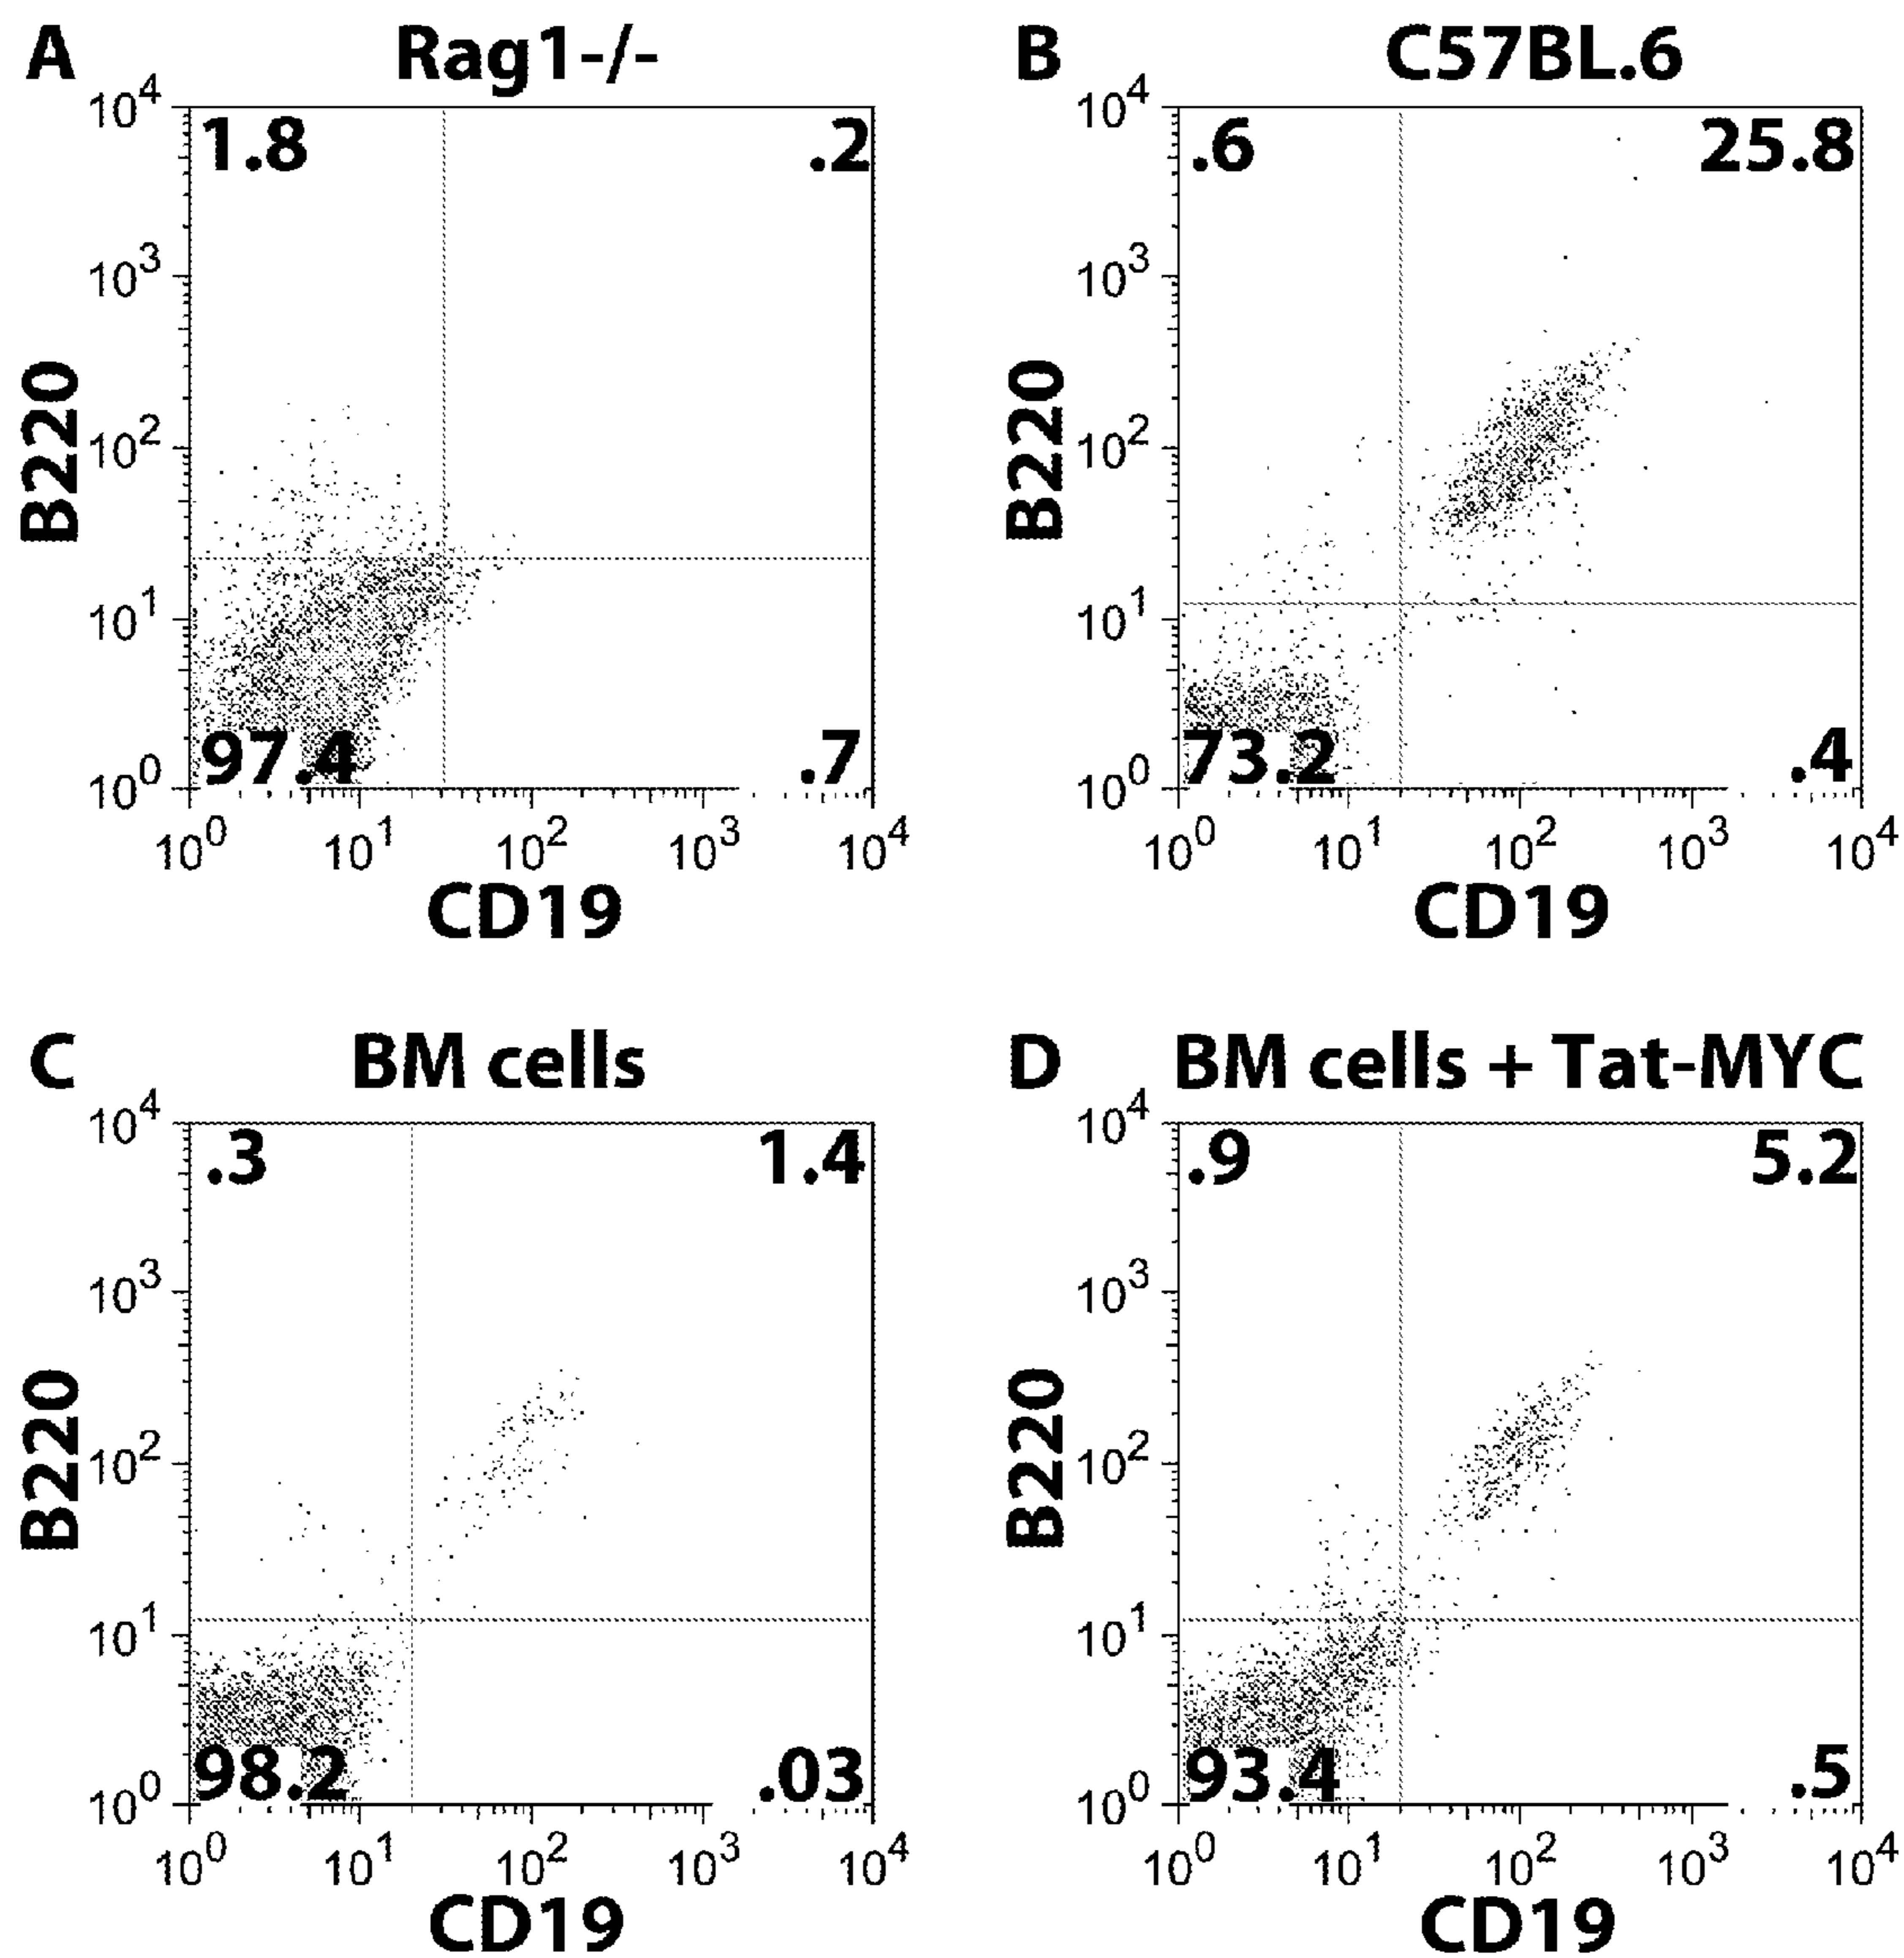 A Rag1-/-
10^4
10^3
10^2
10^1
10^0
B220
1.8 .2
97.4 .7
10^0 10^1 10^2 10^3 10^4
CD19
B C57BL.6
10^4
10^3
10^2
10^1
10^0
B220
.6 25.8
73.2 .4
10^0 10^1 10^2 10^3 10^4
CD19
C BM cells
10^4
10^3
10^2
10^1
10^0
B220
.3 1.4
98.2 .03
10^0 10^1 10^2 10^3 10^4
CD19
D BM cells + Tat-MYC
10^4
10^3
10^2
10^1
10^0
B220
.9 5.2
93.4 .5
10^0 10^1 10^2 10^3 10^4
CD19